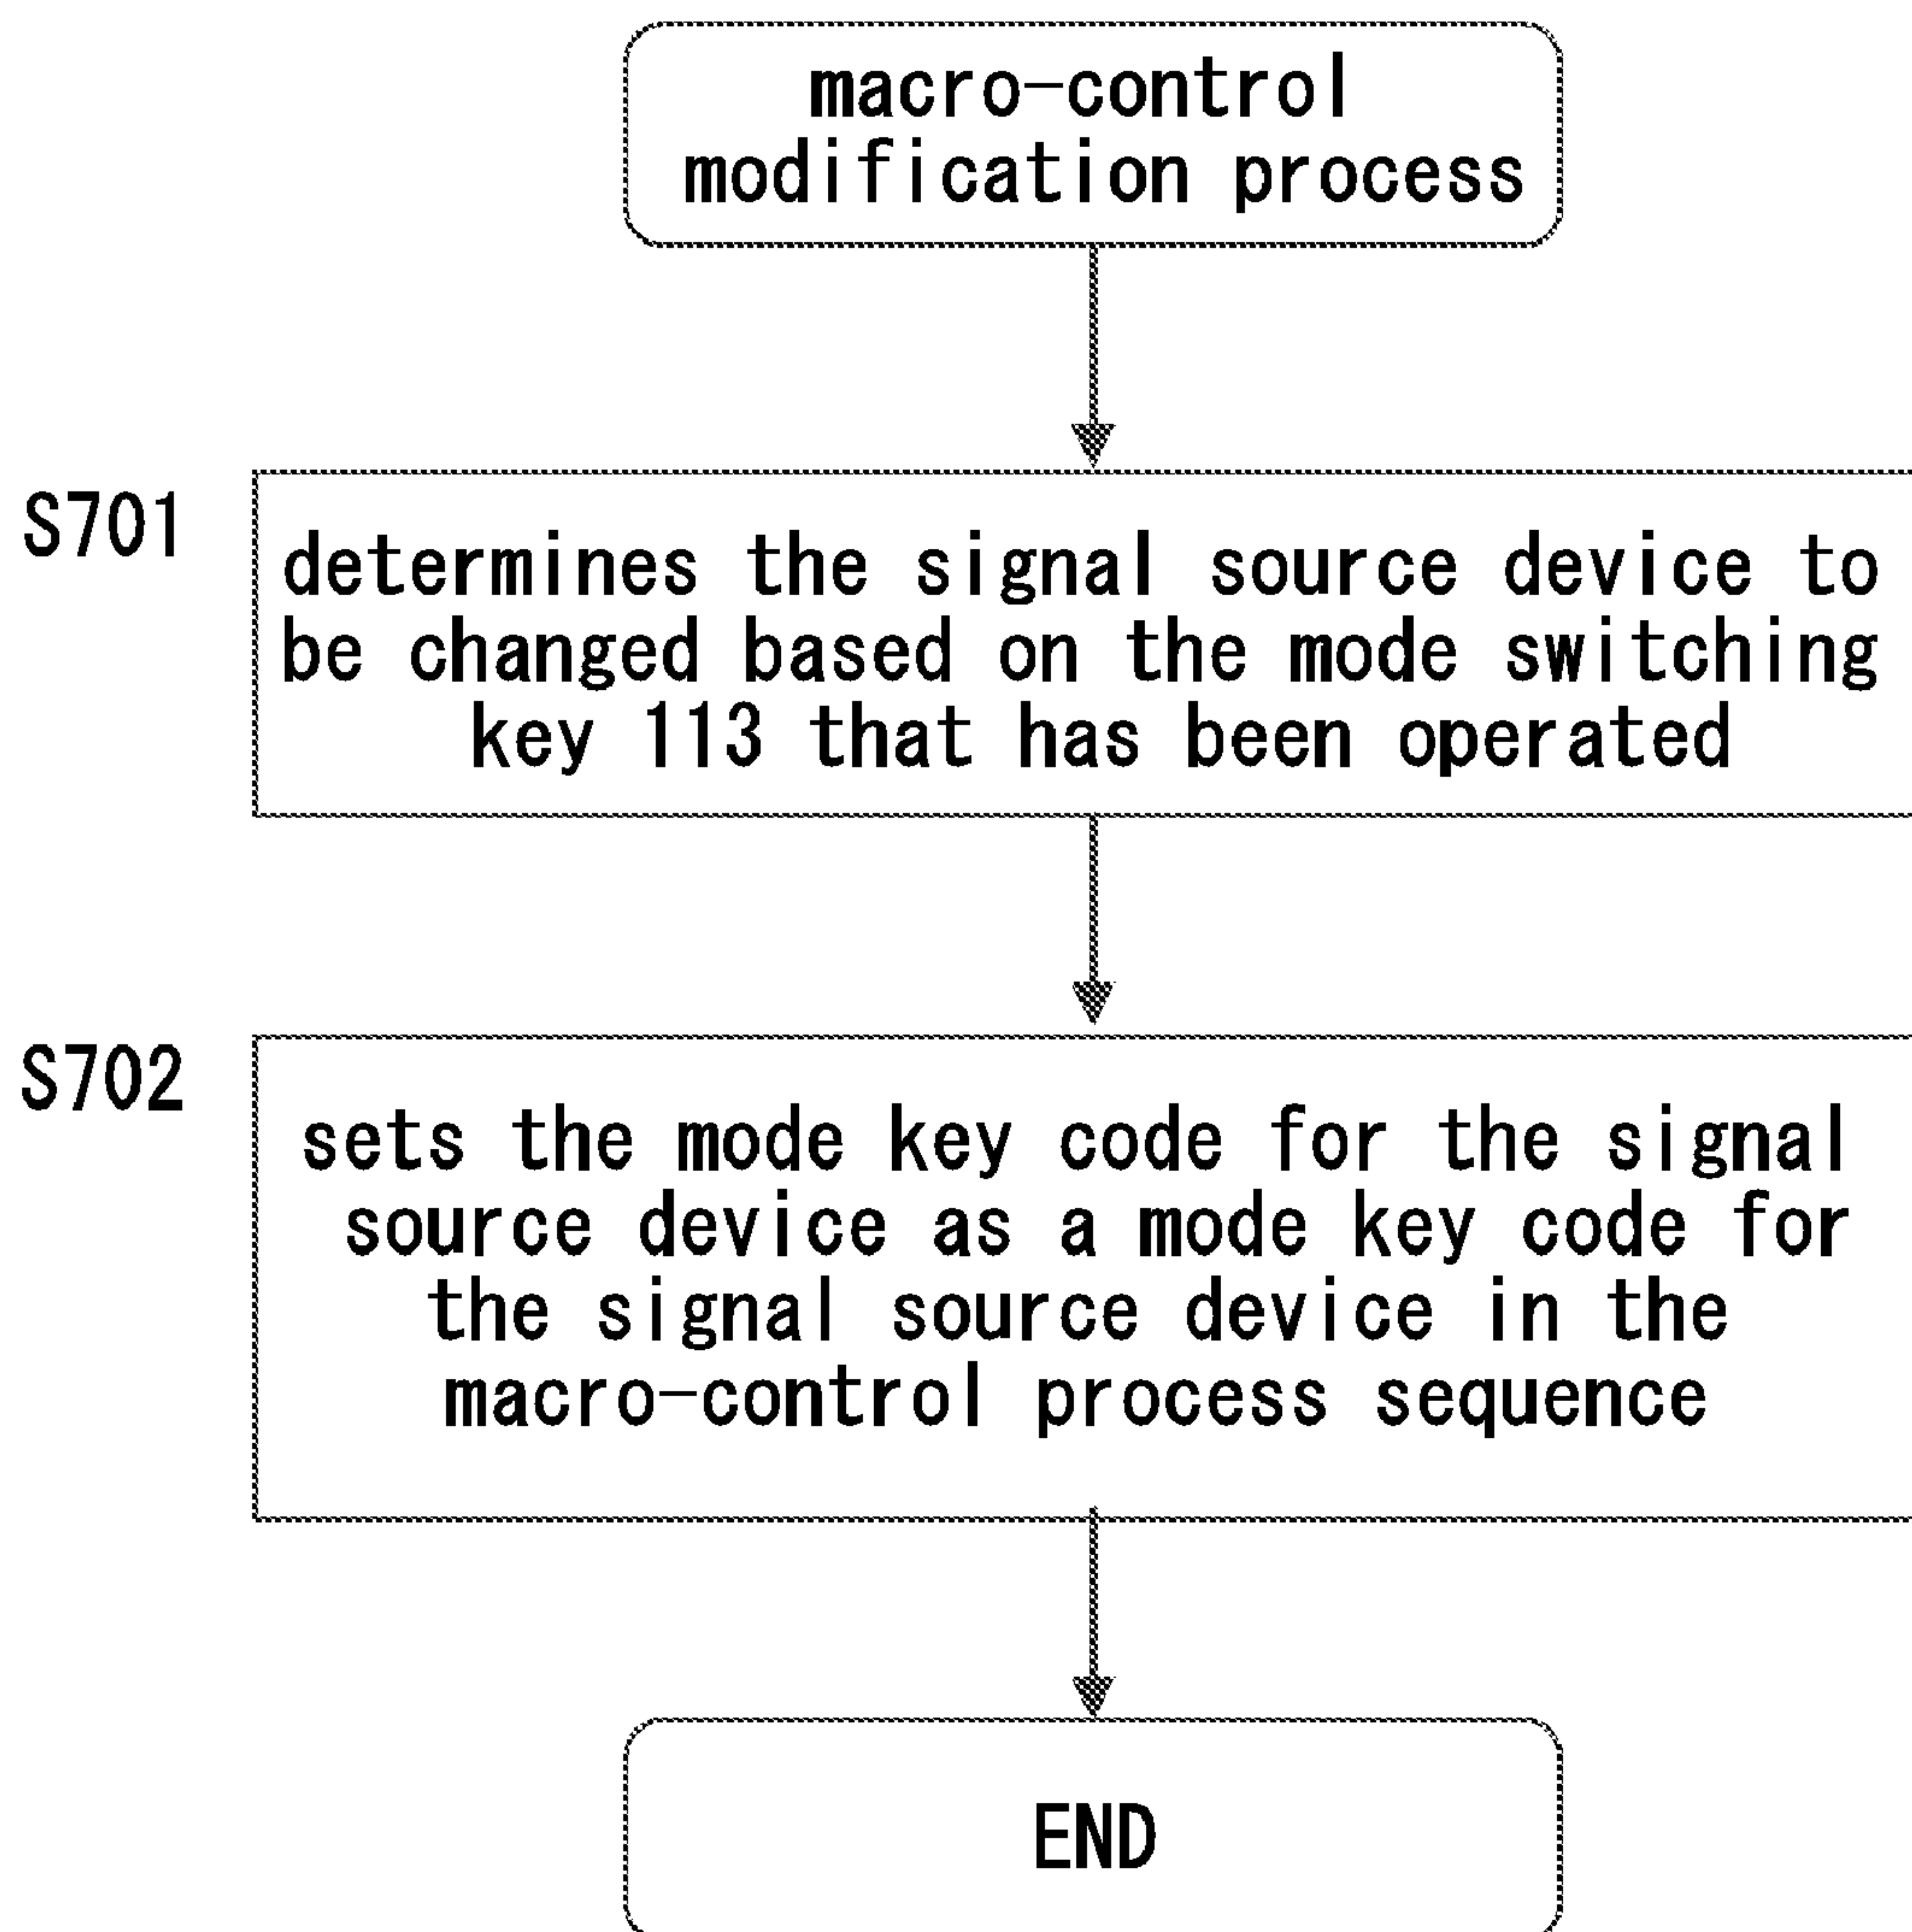 macro-control
modification process
S701
determines the signal source device to
be changed based on the mode switching
key 113 that has been operated
S702
sets the mode key code for the signal
source device as a mode key code for
the signal source device in the
macro-control process sequence
END